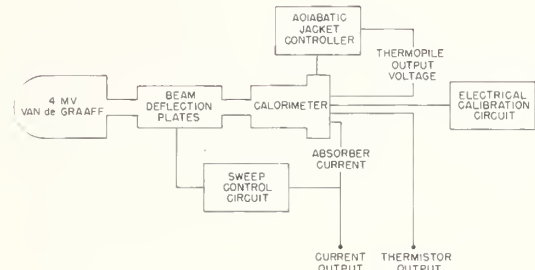 AOIABATIC
JACKET
CONTROLLER
THERMOPILE
OUTPUT
VOLTAGE
4 MV
VAN de GRAAFF
BEAM
DEFLECTION
PLATES
CALORIMETER
ELECTRICAL
CALIBRATION
CIRCUIT
ABSORBER
CURRENT
SWEEP
CONTROL
CIRCUIT
CURRENT
OUTPUT
THERMISTOR
OUTPUT